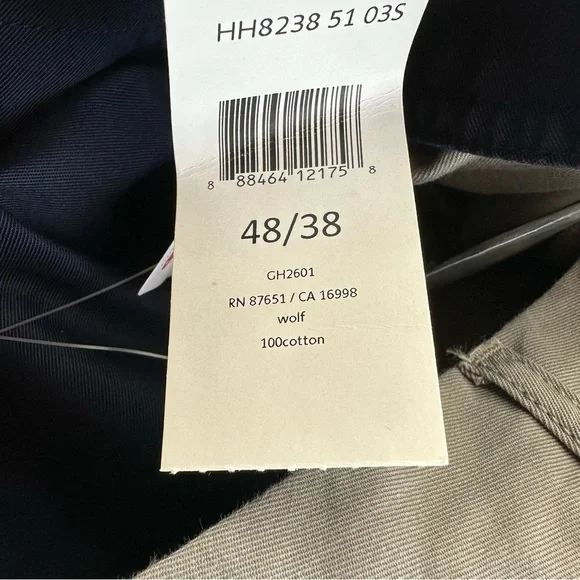 HH8238 51 03S
8 88464 12175 8
48/38
GH2601
RN 87651 / CA 16998
wolf
100cotton